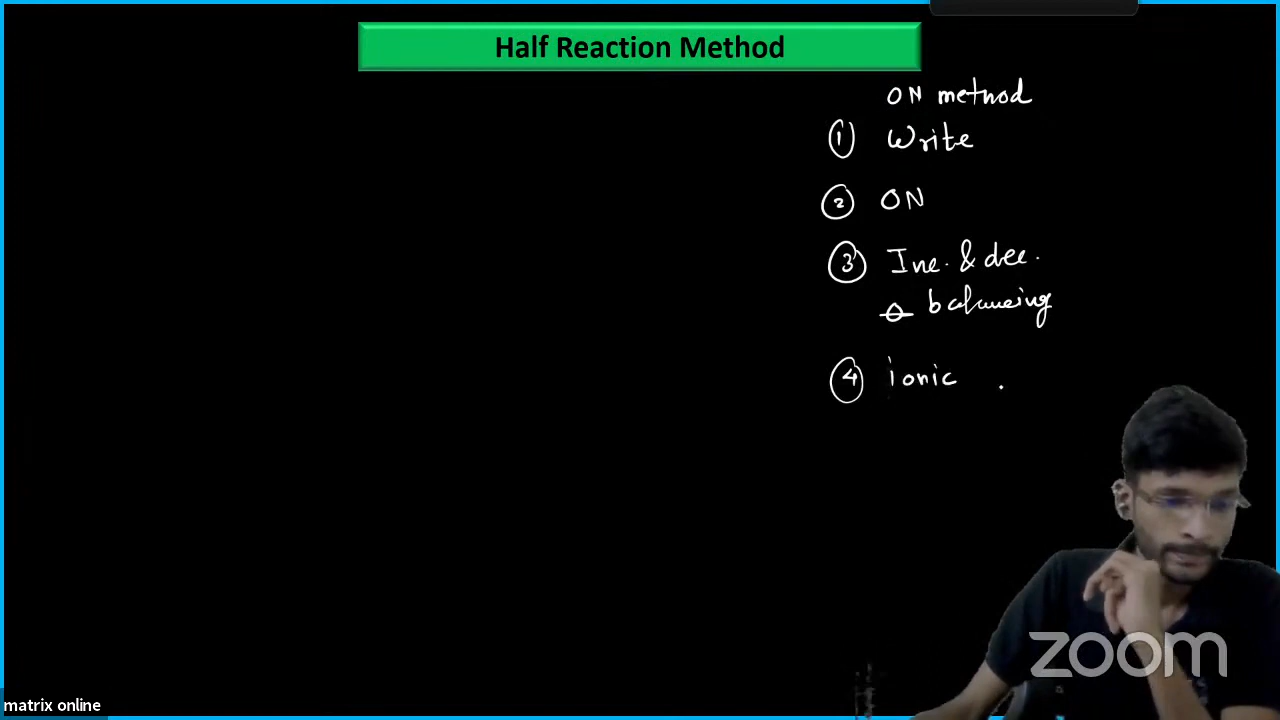 Half Reaction Method
ON method
① Write
② ON
③ Inc. & dec.
balancing
④ ionic .
zoom
matrix online